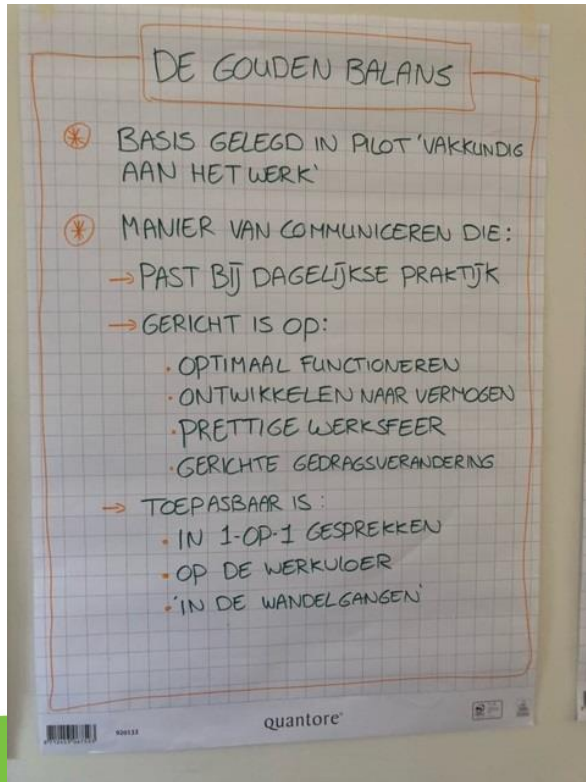 DE GOUDEN BALANS
* BASIS GELEGD IN PILOT 'VAKKUNDIG
AAN HET WERK'
* MANIER VAN COMMUNICEREN DIE:
→ PAST BIJ DAGELIJKSE PRAKTIJK
→ GERICHT IS OP:
· OPTIMAAL FUNCTIONEREN
· ONTWIKKELEN NAAR VERMOGEN
· PRETTIGE WERKSFEER
· GERICHTE GEDRAGSVERANDERING
→ TOEPASBAAR IS:
· IN 1-OP-1 GESPREKKEN
· OP DE WERKVLOER
· 'IN DE WANDELGANGEN'
quantore